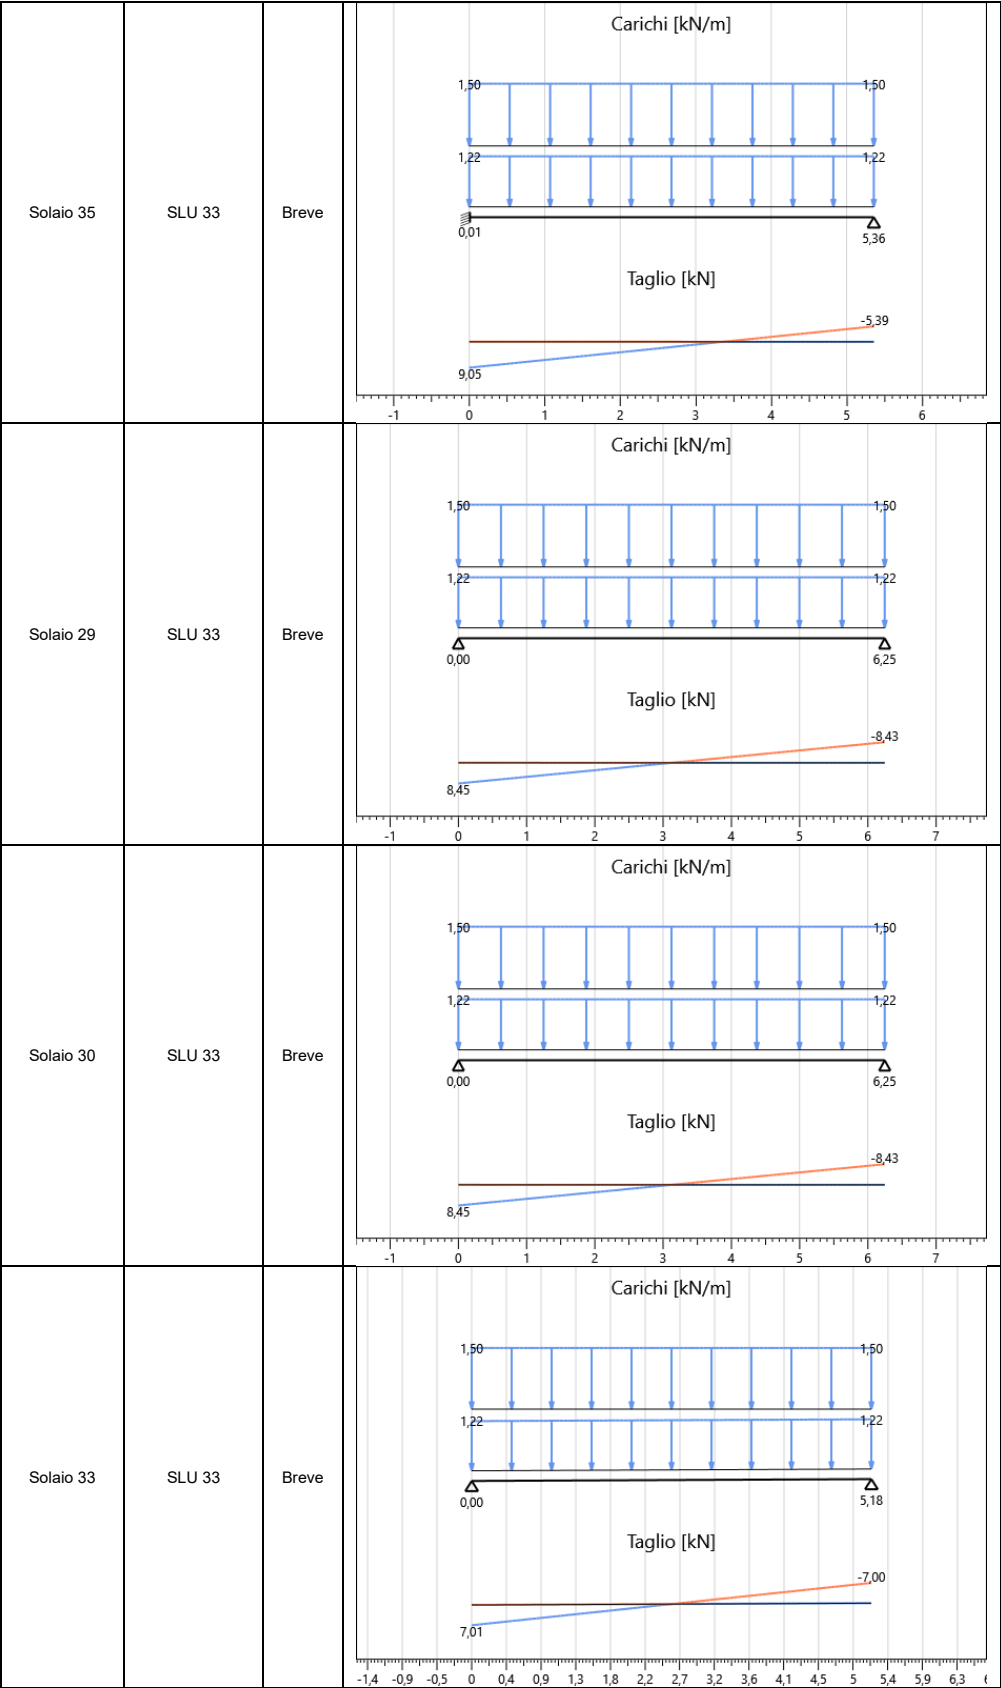 Solaio 35
SLU 33
Breve
Carichi [kN/m]
1,50 1,50
1,22 1,22
0,01 5,36
Taglio [kN]
-5,39
9,05
-1 0 1 2 3 4 5 6
Solaio 29
SLU 33
Breve
Carichi [kN/m]
1,50 1,50
1,22 1,22
0,00 6,25
Taglio [kN]
-8,43
8,45
-1 0 1 2 3 4 5 6 7
Solaio 30
SLU 33
Breve
Carichi [kN/m]
1,50 1,50
1,22 1,22
0,00 6,25
Taglio [kN]
-8,43
8,45
-1 0 1 2 3 4 5 6 7
Solaio 33
SLU 33
Breve
Carichi [kN/m]
1,50 1,50
1,22 1,22
0,00 5,18
Taglio [kN]
-7,00
7,01
-1,4 -0,9 -0,5 0 0,4 0,9 1,3 1,8 2,2 2,7 3,2 3,6 4,1 4,5 5 5,4 5,9 6,3